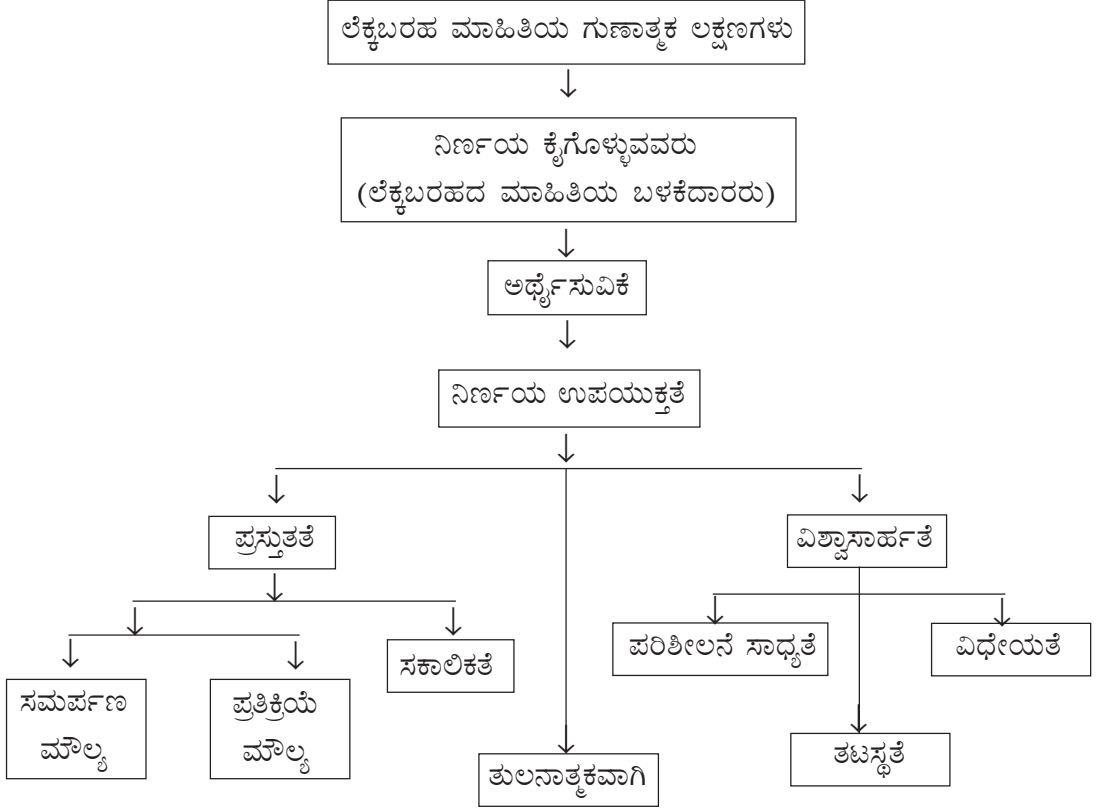 ಲೆಕ್ಕಬರಹ ಮಾಹಿತಿಯ ಗುಣಾತ್ಮಕ ಲಕ್ಷಣಗಳು
ನಿರ್ಣಯ ಕೈಗೊಳ್ಳುವವರು
(ಲೆಕ್ಕಬರಹದ ಮಾಹಿತಿಯ ಬಳಕೆದಾರರು)
ಅರ್ಥೈಸುವಿಕೆ
ನಿರ್ಣಯ ಉಪಯುಕ್ತತೆ
ಪ್ರಸ್ತುತತೆ
ವಿಶ್ವಾಸಾರ್ಹತೆ
ಸಕಾಲಿಕತೆ
ಪರಿಶೀಲನೆ ಸಾಧ್ಯತೆ
ವಿಧೇಯತೆ
ಸಮರ್ಪಣ
ಮೌಲ್ಯ
ಪ್ರತಿಕ್ರಿಯೆ
ಮೌಲ್ಯ
ತುಲನಾತ್ಮಕವಾಗಿ
ತಟಸ್ಥತೆ